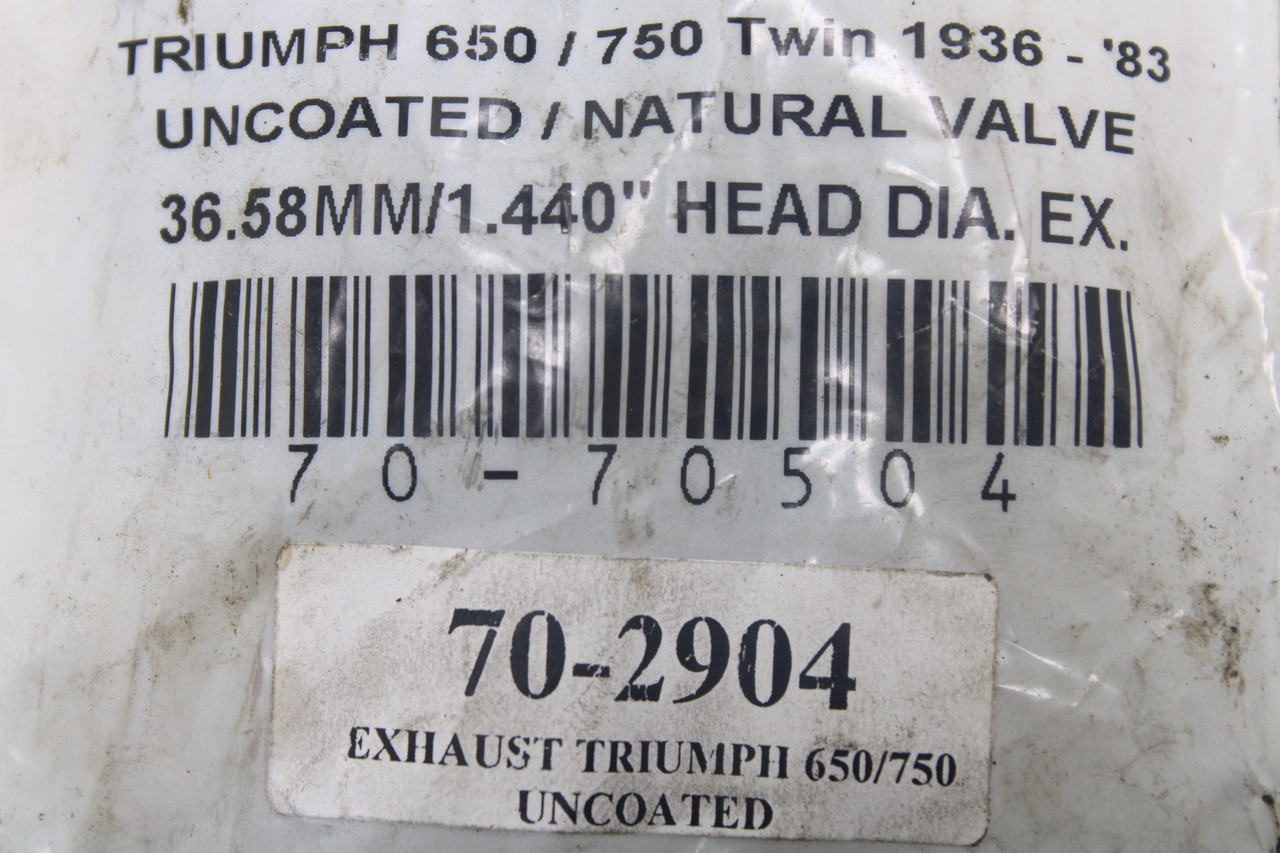 TRIUMPH 650 / 750 Twin 1936 - '83
UNCOATED / NATURAL VALVE
36.58MM/1.440" HEAD DIA. EX.
70-70504
70-2904
EXHAUST TRIUMPH 650/750
UNCOATED